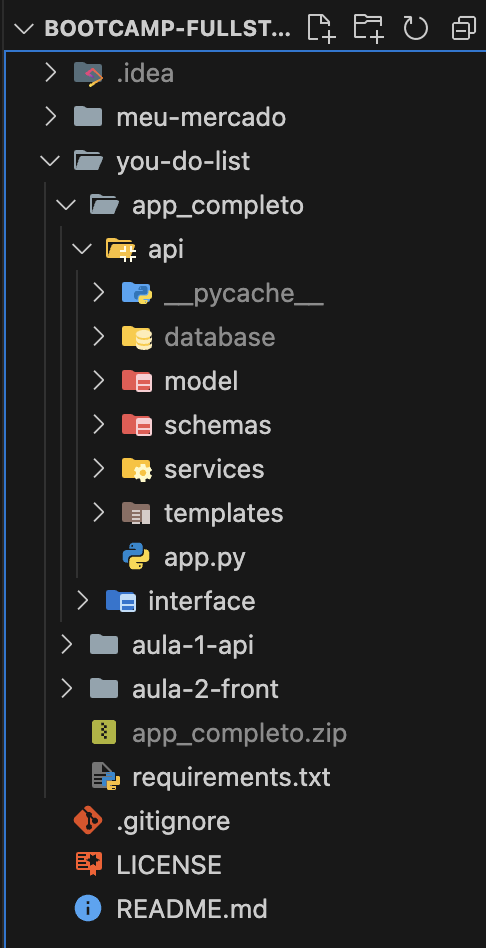 BOOTCAMP-FULLST...
.idea
meu-mercado
you-do-list
app_completo
api
__pycache__
database
model
schemas
services
templates
app.py
interface
aula-1-api
aula-2-front
app_completo.zip
requirements.txt
.gitignore
LICENSE
README.md